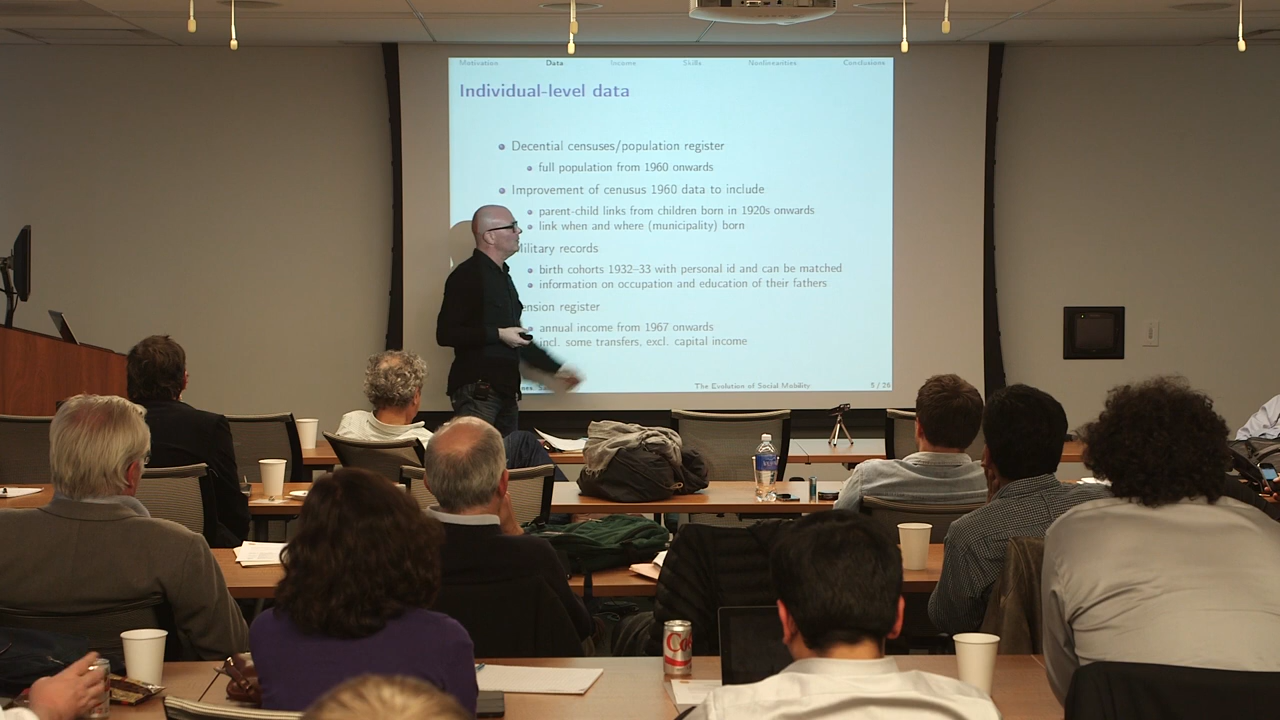 Motivation Data Income Skills Nonlinearities Conclusions
Individual-level data
Decential censuses/population register
full population from 1960 onwards
Improvement of cenusus 1960 data to include
parent-child links from children born in 1920s onwards
link when and where (municipality) born
Military records
birth cohorts 1932–33 with personal id and can be matched
information on occupation and education of their fathers
ension register
annual income from 1967 onwards
incl. some transfers, excl. capital income
The Evolution of Social Mobility 5 / 26